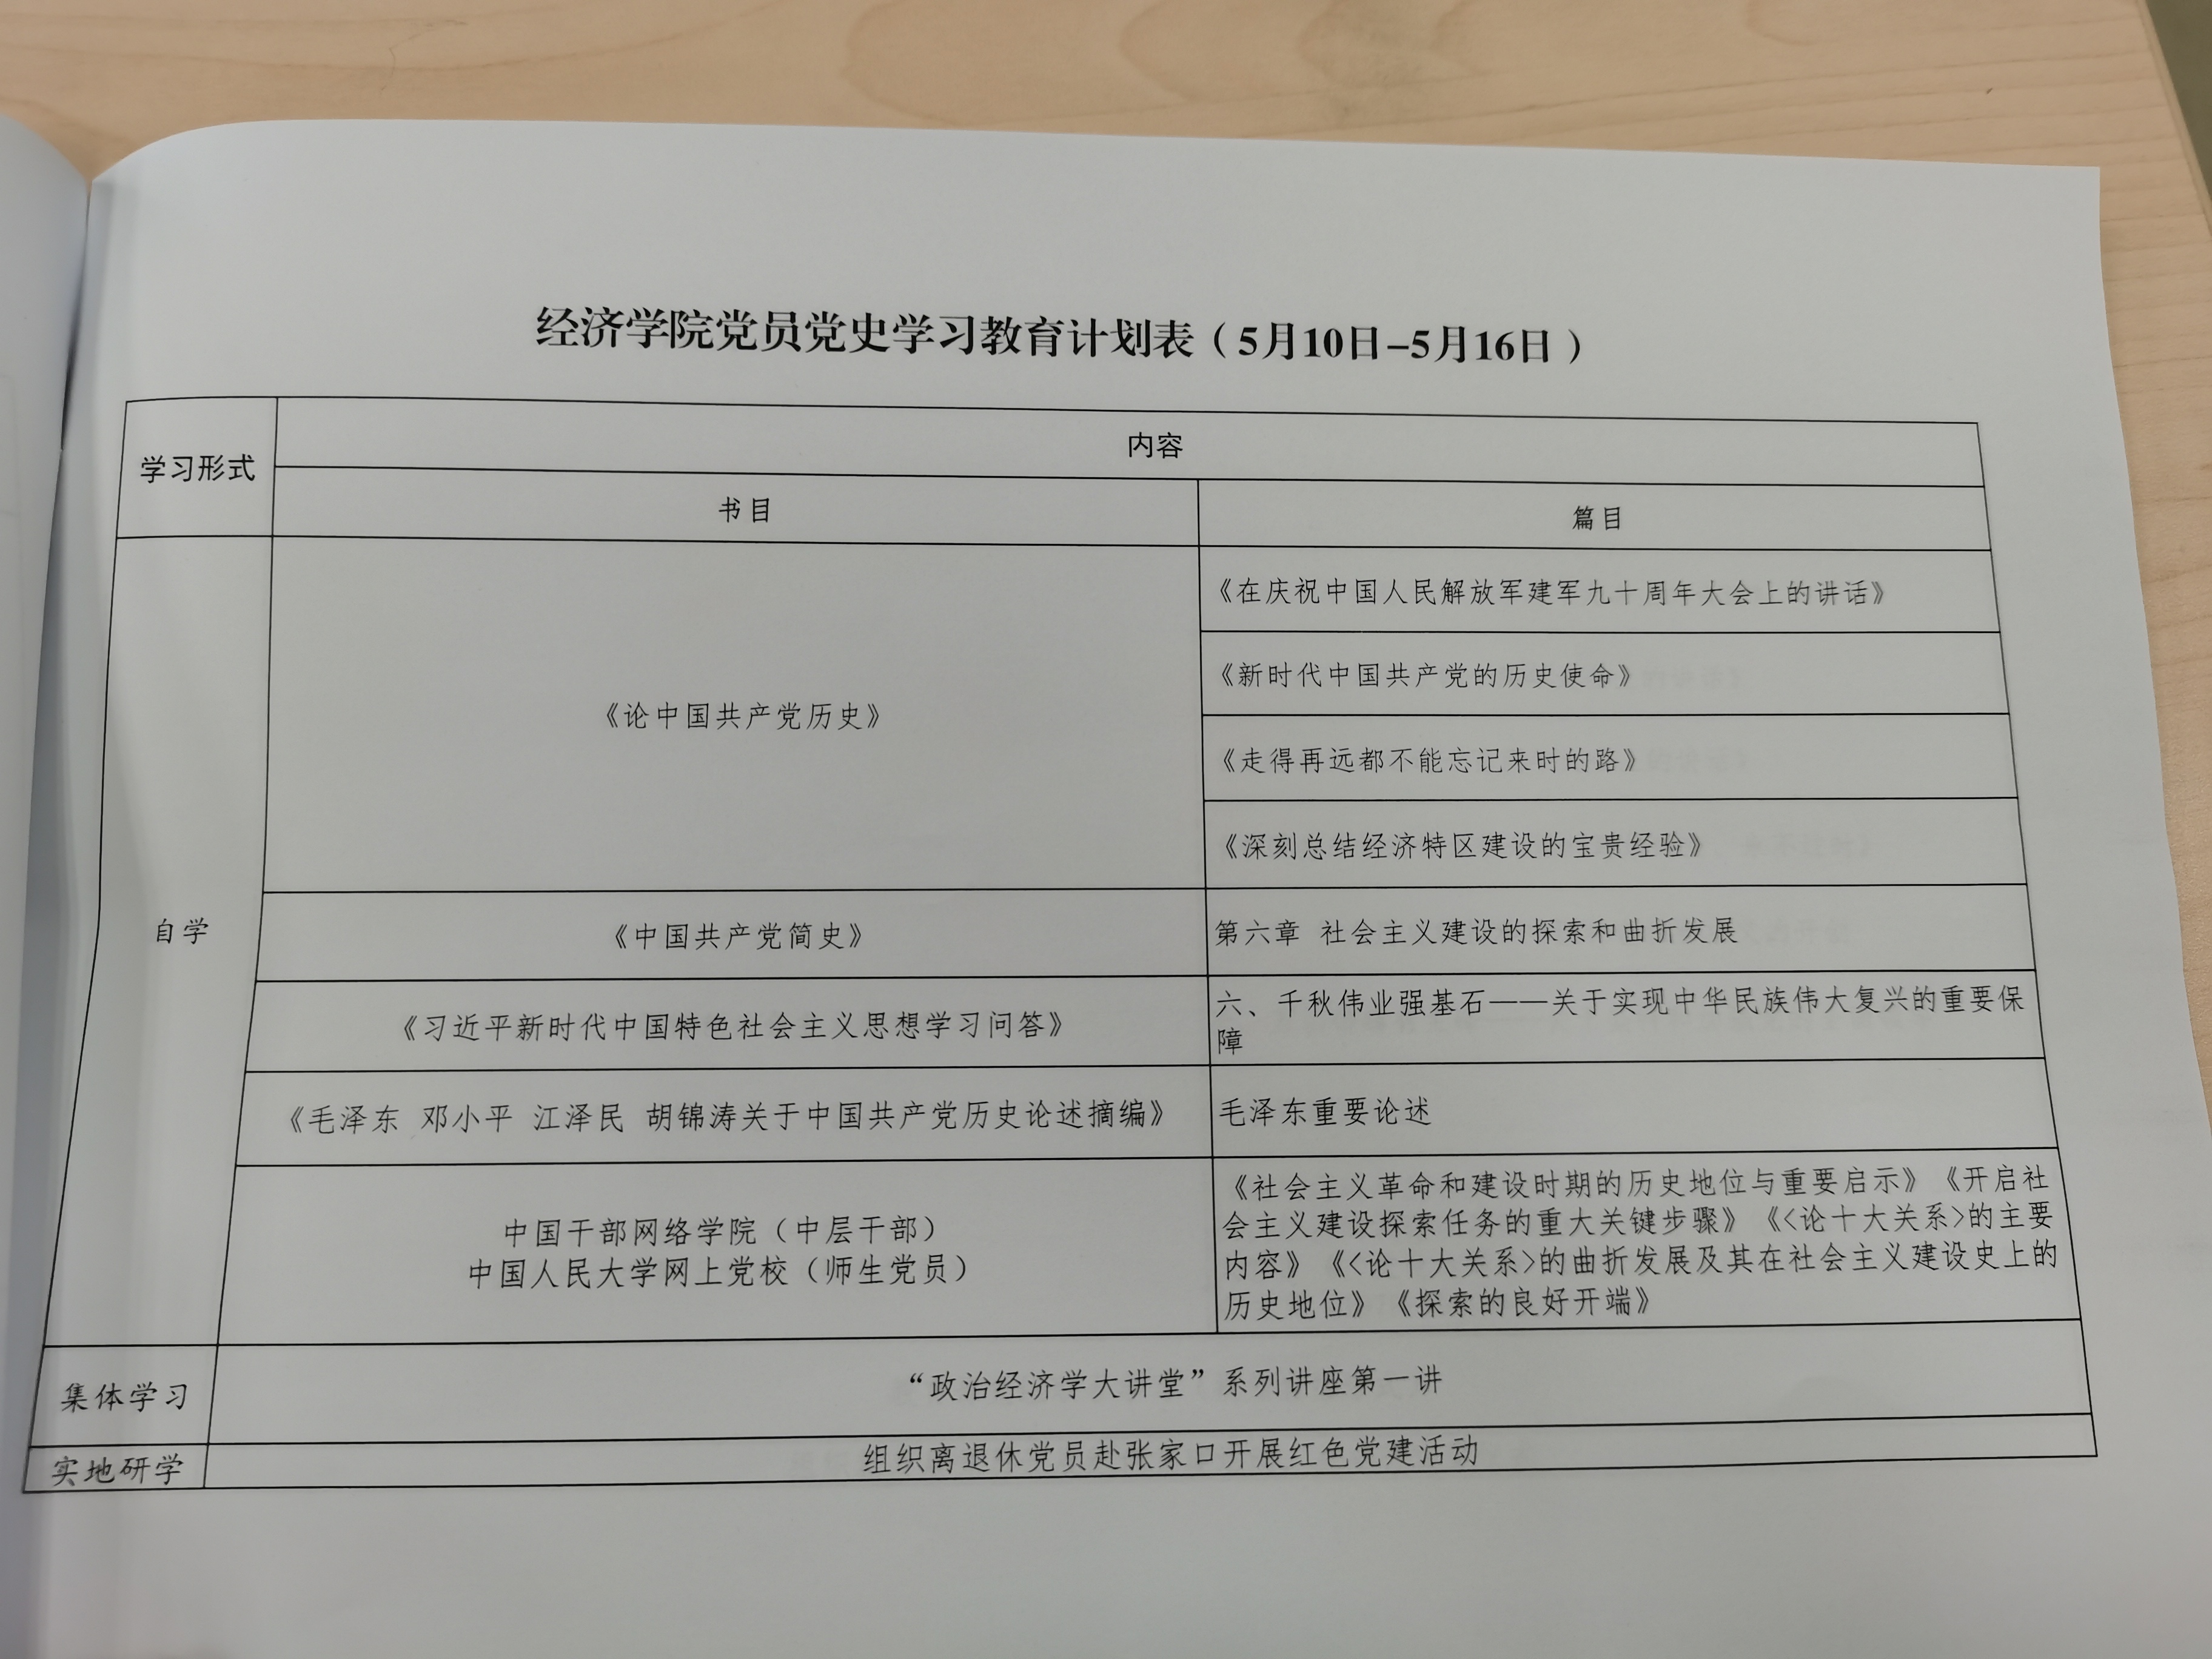 经济学院党员党史学习教育计划表（5月10日–5月16日）
学习形式
内容
书目
篇目
自学
《论中国共产党历史》
《在庆祝中国人民解放军建军九十周年大会上的讲话》
《新时代中国共产党的历史使命》
《走得再远都不能忘记来时的路》
《深刻总结经济特区建设的宝贵经验》
《中国共产党简史》
第六章 社会主义建设的探索和曲折发展
《习近平新时代中国特色社会主义思想学习问答》
六、千秋伟业强基石——关于实现中华民族伟大复兴的重要保
障
《毛泽东 邓小平 江泽民 胡锦涛关于中国共产党历史论述摘编》
毛泽东重要论述
中国干部网络学院（中层干部）
中国人民大学网上党校（师生党员）
《社会主义革命和建设时期的历史地位与重要启示》《开启社
会主义建设探索任务的重大关键步骤》《<论十大关系>的主要
内容》《<论十大关系>的曲折发展及其在社会主义建设史上的
历史地位》《探索的良好开端》
集体学习
“政治经济学大讲堂”系列讲座第一讲
实地研学
组织离退休党员赴张家口开展红色党建活动